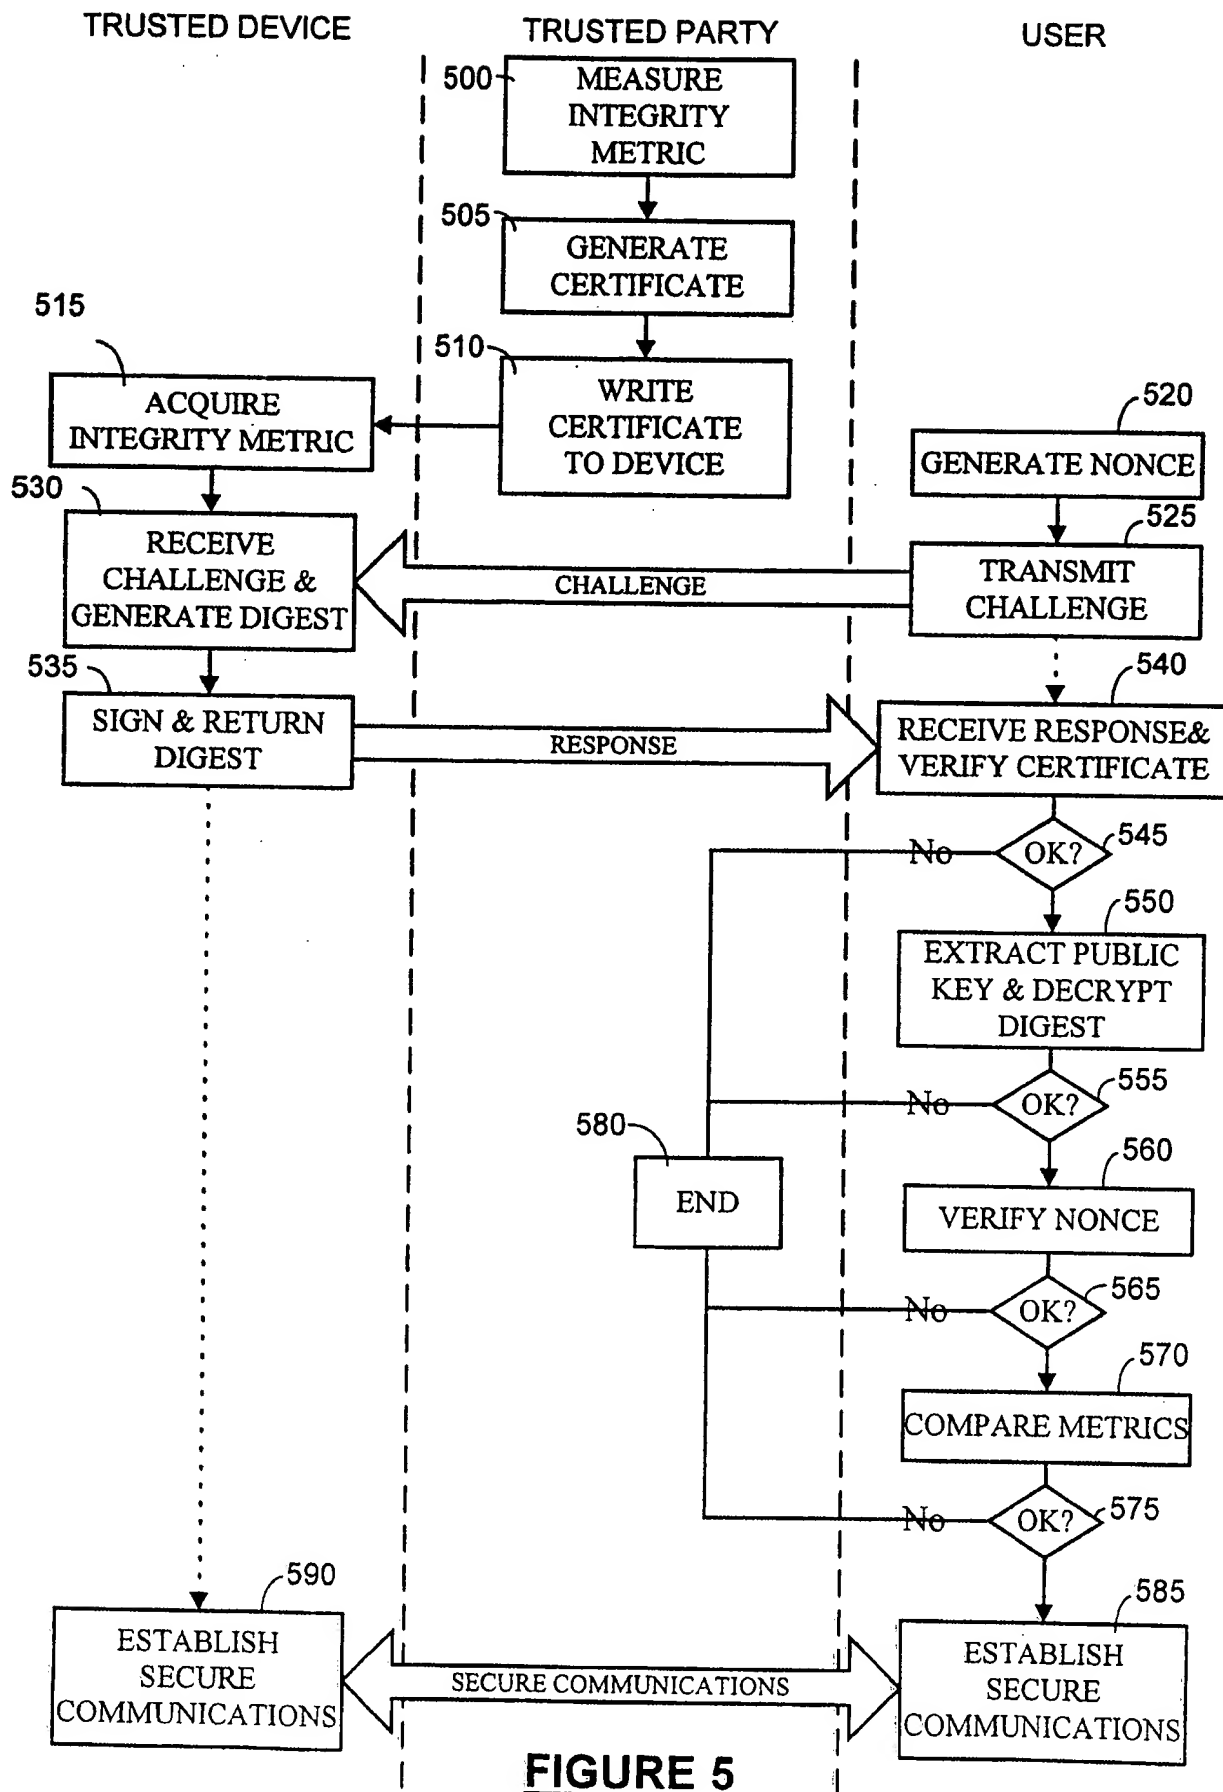 TRUSTED DEVICE
TRUSTED PARTY
USER
500
MEASURE
INTEGRITY
METRIC
505
GENERATE
CERTIFICATE
510
WRITE
CERTIFICATE
TO DEVICE
515
ACQUIRE
INTEGRITY METRIC
520
GENERATE NONCE
530
RECEIVE
CHALLENGE &
GENERATE DIGEST
CHALLENGE
525
TRANSMIT
CHALLENGE
535
SIGN & RETURN
DIGEST
RESPONSE
540
RECEIVE RESPONSE&
VERIFY CERTIFICATE
No
OK?
545
550
EXTRACT PUBLIC
KEY & DECRYPT
DIGEST
No
OK?
555
580
END
560
VERIFY NONCE
No
OK?
565
570
COMPARE METRICS
No
OK?
575
590
ESTABLISH
SECURE
COMMUNICATIONS
SECURE COMMUNICATIONS
585
ESTABLISH
SECURE
COMMUNICATIONS
FIGURE 5